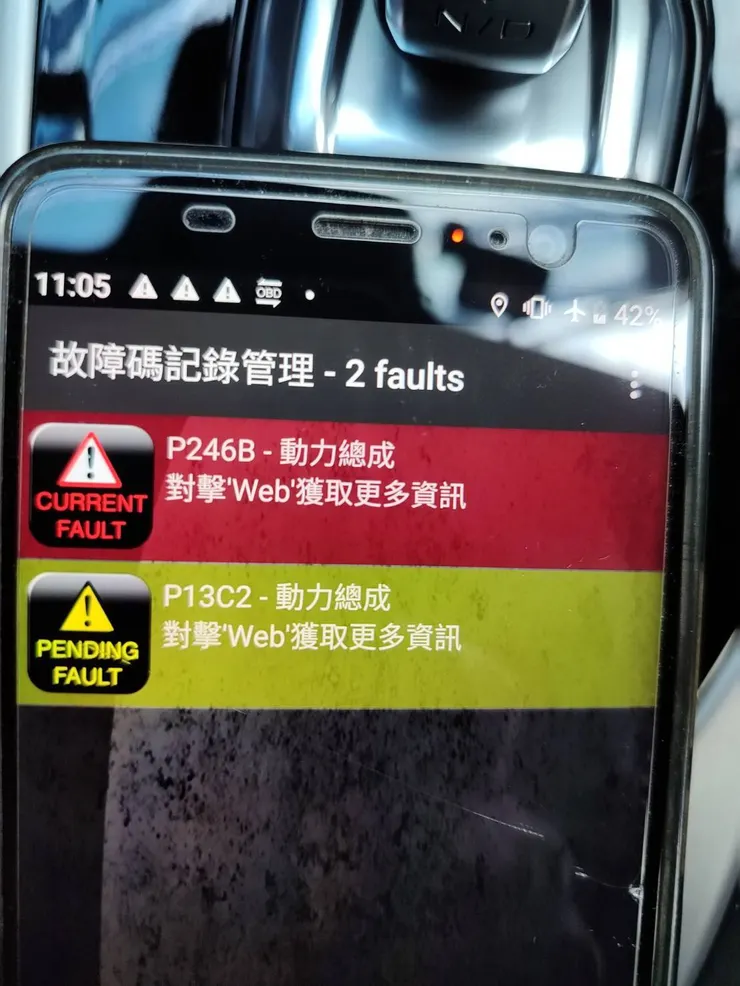 N/D
11:05
OBD
42%
故障碼記錄管理 - 2 faults
CURRENT
FAULT
P246B - 動力總成
對擊'Web'獲取更多資訊
PENDING
FAULT
P13C2 - 動力總成
對擊'Web'獲取更多資訊